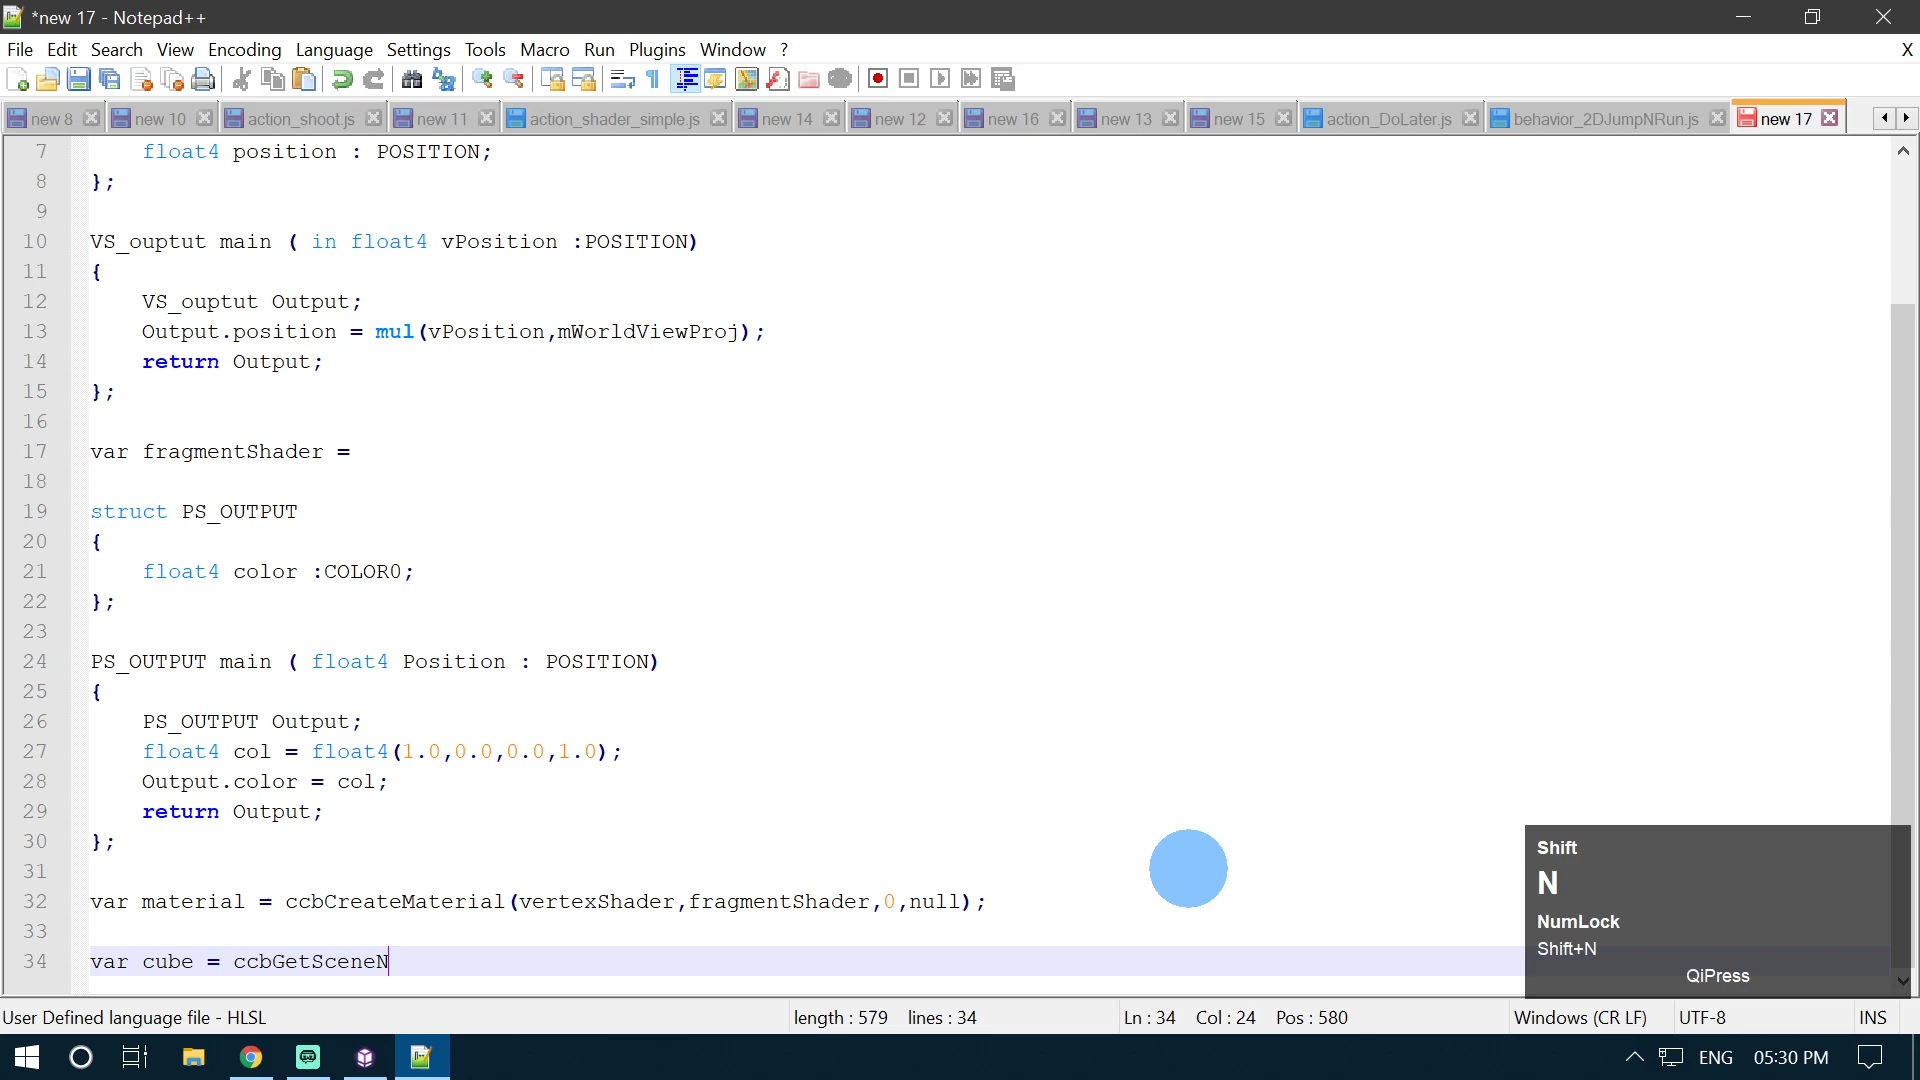 *new 17 - Notepad++
File Edit Search View Encoding Language Settings Tools Macro Run Plugins Window ? X
new 8 new 10 action_shoot.js new 11 action_shader_simple.js new 14 new 12 new 16 new 13 new 15 action_DoLater.js behavior_2DJumpNRun.js new 17
7 float4 position : POSITION;
8 };
9
10 VS_ouptut main ( in float4 vPosition :POSITION)
11 {
12 VS_ouptut Output;
13 Output.position = mul(vPosition,mWorldViewProj);
14 return Output;
15 };
16
17 var fragmentShader =
18
19 struct PS_OUTPUT
20 {
21 float4 color :COLOR0;
22 };
23
24 PS_OUTPUT main ( float4 Position : POSITION)
25 {
26 PS_OUTPUT Output;
27 float4 col = float4(1.0,0.0,0.0,1.0);
28 Output.color = col;
29 return Output;
30 };
31
32 var material = ccbCreateMaterial(vertexShader,fragmentShader,0,null);
33
34 var cube = ccbGetSceneN
Shift
N
NumLock
Shift+N
QiPress
User Defined language file - HLSL length : 579 lines : 34 Ln : 34 Col : 24 Pos : 580 Windows (CR LF) UTF-8 INS
ENG 05:30 PM